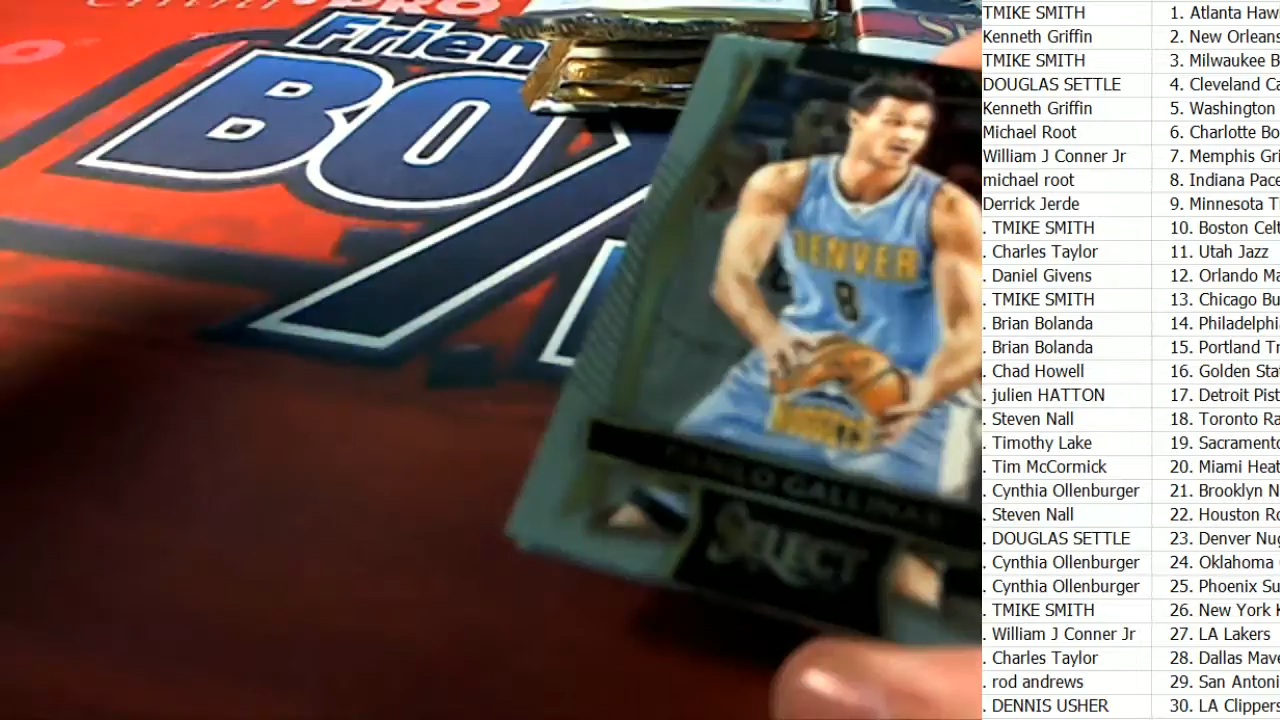 PRO
Frien
BO
DENVER
8
DANILO GALLINARI
SELECT
TMIKE SMITH 1. Atlanta Haw
Kenneth Griffin 2. New Orleans
TMIKE SMITH 3. Milwaukee B
DOUGLAS SETTLE 4. Cleveland Ca
Kenneth Griffin 5. Washington
Michael Root 6. Charlotte Bo
William J Conner Jr 7. Memphis Gri
michael root 8. Indiana Pace
Derrick Jerde 9. Minnesota T
. TMIKE SMITH 10. Boston Celt
. Charles Taylor 11. Utah Jazz
. Daniel Givens 12. Orlando Ma
. TMIKE SMITH 13. Chicago Bu
. Brian Bolanda 14. Philadelphi
. Brian Bolanda 15. Portland Tr
. Chad Howell 16. Golden Sta
. julien HATTON 17. Detroit Pist
. Steven Nall 18. Toronto Ra
. Timothy Lake 19. Sacramento
. Tim McCormick 20. Miami Heat
. Cynthia Ollenburger 21. Brooklyn N
. Steven Nall 22. Houston Ro
. DOUGLAS SETTLE 23. Denver Nug
. Cynthia Ollenburger 24. Oklahoma
. Cynthia Ollenburger 25. Phoenix Su
. TMIKE SMITH 26. New York K
. William J Conner Jr 27. LA Lakers
. Charles Taylor 28. Dallas Mave
. rod andrews 29. San Antoni
. DENNIS USHER 30. LA Clippers